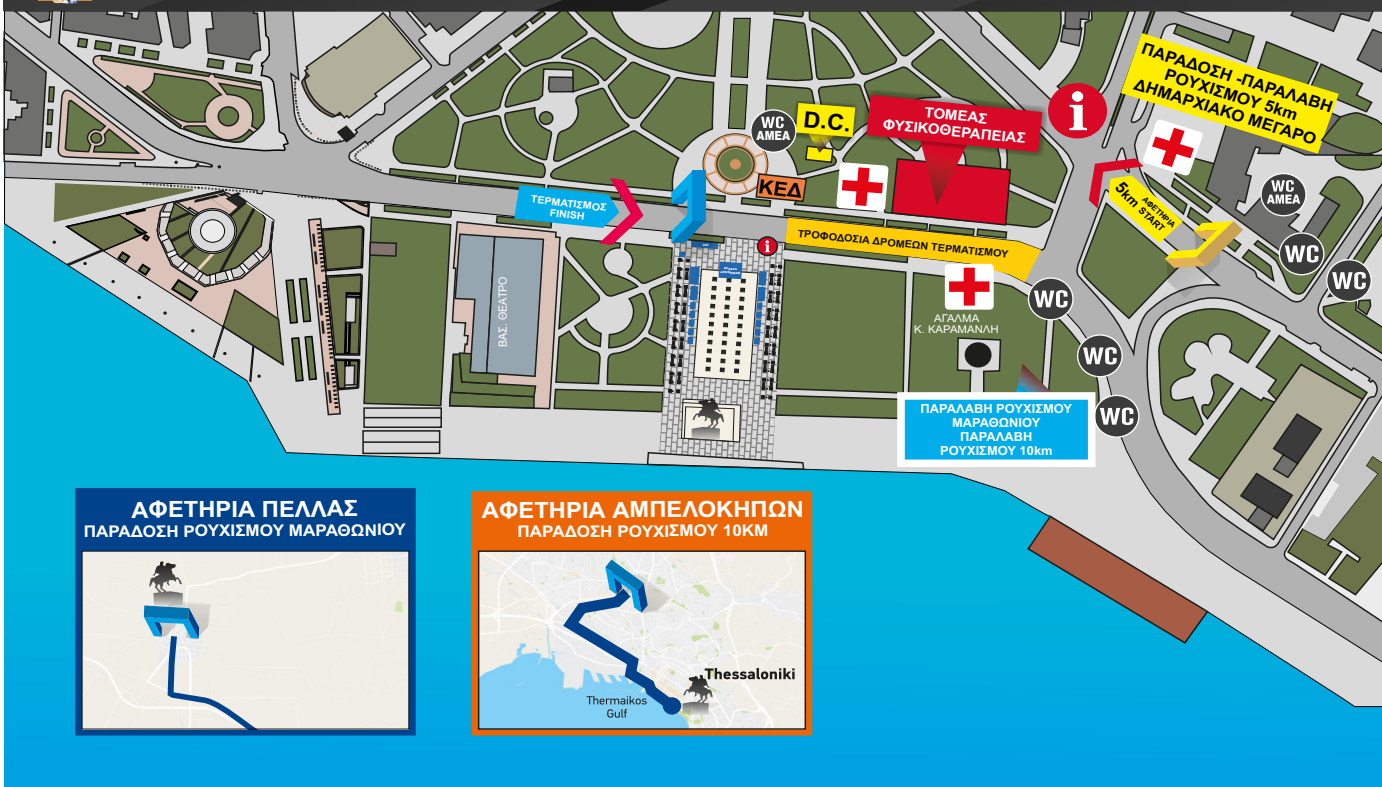 ΠΑΡΑΔΟΣΗ -ΠΑΡΑΛΑΒΗ
ΡΟΥΧΙΣΜΟΥ 5km
ΔΗΜΑΡΧΙΑΚΟ ΜΕΓΑΡΟ
i
WC
ΑΜΕΑ
D.C.
ΤΟΜΕΑΣ
ΦΥΣΙΚΟΘΕΡΑΠΕΙΑΣ
ΚΕΔ
ΤΕΡΜΑΤΙΣΜΟΣ
FINISH
5km
ΑΦΕΤΗΡΙΑ
START
WC
ΑΜΕΑ
WC
WC
i
ΤΡΟΦΟΔΟΣΙΑ ΔΡΟΜΕΩΝ ΤΕΡΜΑΤΙΣΜΟΥ
ΒΑΣ. ΘΕΑΤΡΟ
WC
ΑΓΑΛΜΑ
Κ. ΚΑΡΑΜΑΝΛΗ
WC
WC
ΠΑΡΑΛΑΒΗ ΡΟΥΧΙΣΜΟΥ
ΜΑΡΑΘΩΝΙΟΥ
ΠΑΡΑΛΑΒΗ
ΡΟΥΧΙΣΜΟΥ 10km
ΑΦΕΤΗΡΙΑ ΠΕΛΛΑΣ
ΠΑΡΑΔΟΣΗ ΡΟΥΧΙΣΜΟΥ ΜΑΡΑΘΩΝΙΟΥ
ΑΦΕΤΗΡΙΑ ΑΜΠΕΛΟΚΗΠΩΝ
ΠΑΡΑΔΟΣΗ ΡΟΥΧΙΣΜΟΥ 10ΚΜ
Thessaloniki
Thermaikos
Gulf